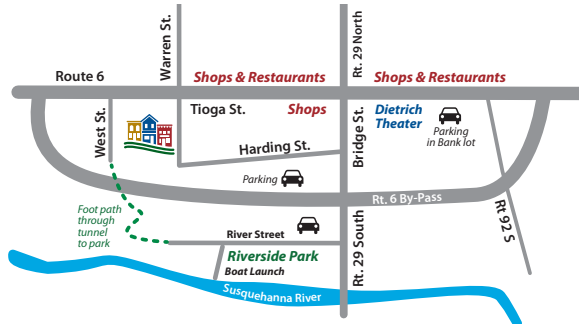 Warren St.
Rt. 29 North
Route 6
Shops & Restaurants
Shops & Restaurants
West St.
Tioga St.
Shops
Bridge St.
Dietrich
Theater
Parking
in Bank lot
Harding St.
Parking
Rt. 6 By-Pass
Foot path
through
tunnel
to park
Rt 92 S
River Street
Rt. 29 South
Riverside Park
Boat Launch
Susquehanna River